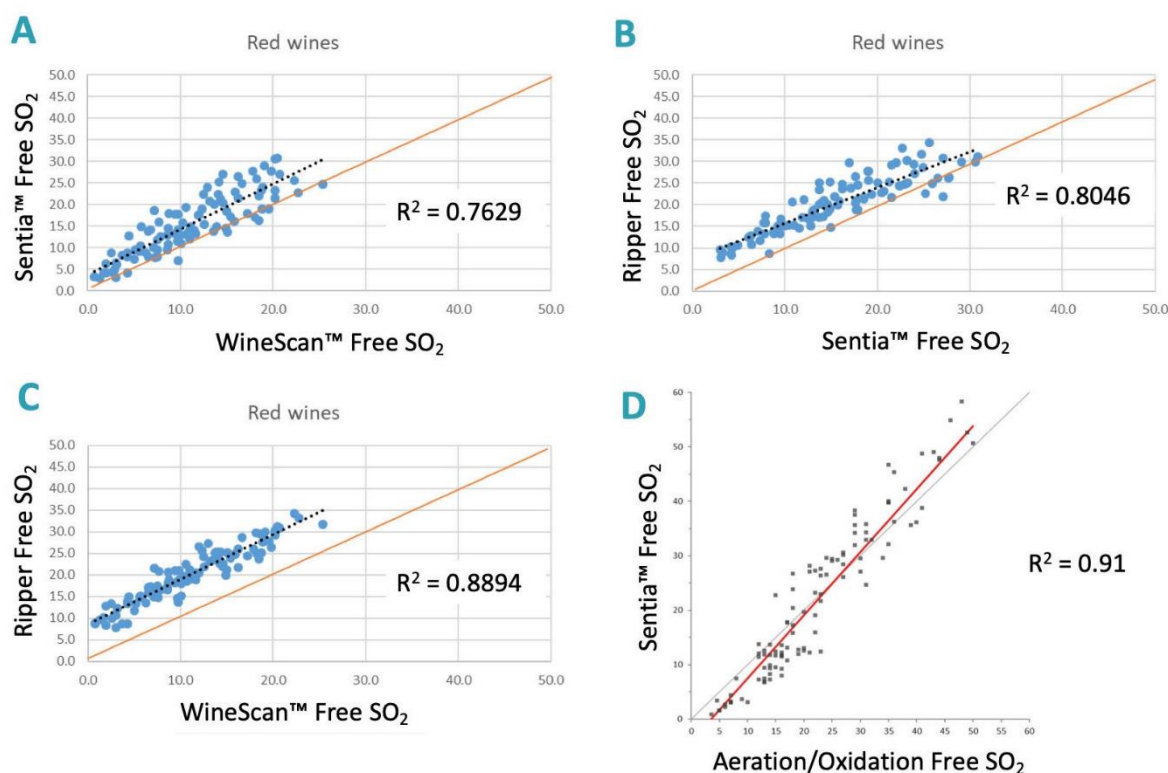 A
Red wines
Sentia™ Free SO₂
50.0
45.0
40.0
35.0
30.0
25.0
20.0
15.0
10.0
5.0
0.0
R² = 0.7629
0.0 10.0 20.0 30.0 40.0 50.0
WineScan™ Free SO₂
B
Red wines
Ripper Free SO₂
50.0
45.0
40.0
35.0
30.0
25.0
20.0
15.0
10.0
5.0
0.0
R² = 0.8046
0.0 10.0 20.0 30.0 40.0 50.0
Sentia™ Free SO₂
C
Red wines
Ripper Free SO₂
50.0
45.0
40.0
35.0
30.0
25.0
20.0
15.0
10.0
5.0
0.0
R² = 0.8894
0.0 10.0 20.0 30.0 40.0 50.0
WineScan™ Free SO₂
D
Sentia™ Free SO₂
60
50
40
30
20
10
0
R² = 0.91
0 5 10 15 20 25 30 35 40 45 50 55 60
Aeration/Oxidation Free SO₂